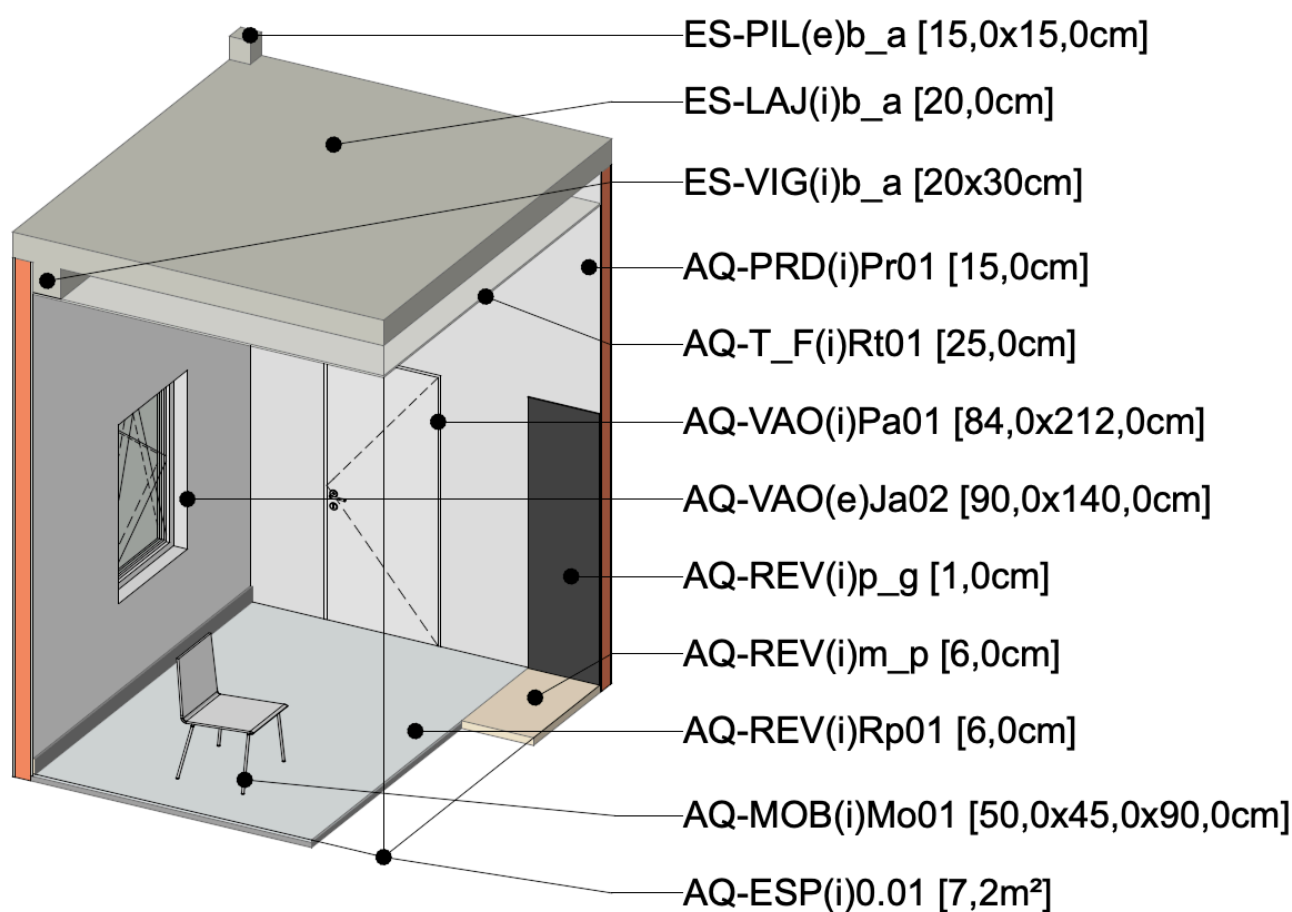 ES-PIL(e)b_a [15,0x15,0cm]
ES-LAJ(i)b_a [20,0cm]
ES-VIG(i)b_a [20x30cm]
AQ-PRD(i)Pr01 [15,0cm]
AQ-T_F(i)Rt01 [25,0cm]
AQ-VAO(i)Pa01 [84,0x212,0cm]
AQ-VAO(e)Ja02 [90,0x140,0cm]
AQ-REV(i)p_g [1,0cm]
AQ-REV(i)m_p [6,0cm]
AQ-REV(i)Rp01 [6,0cm]
AQ-MOB(i)Mo01 [50,0x45,0x90,0cm]
AQ-ESP(i)0.01 [7,2m²]